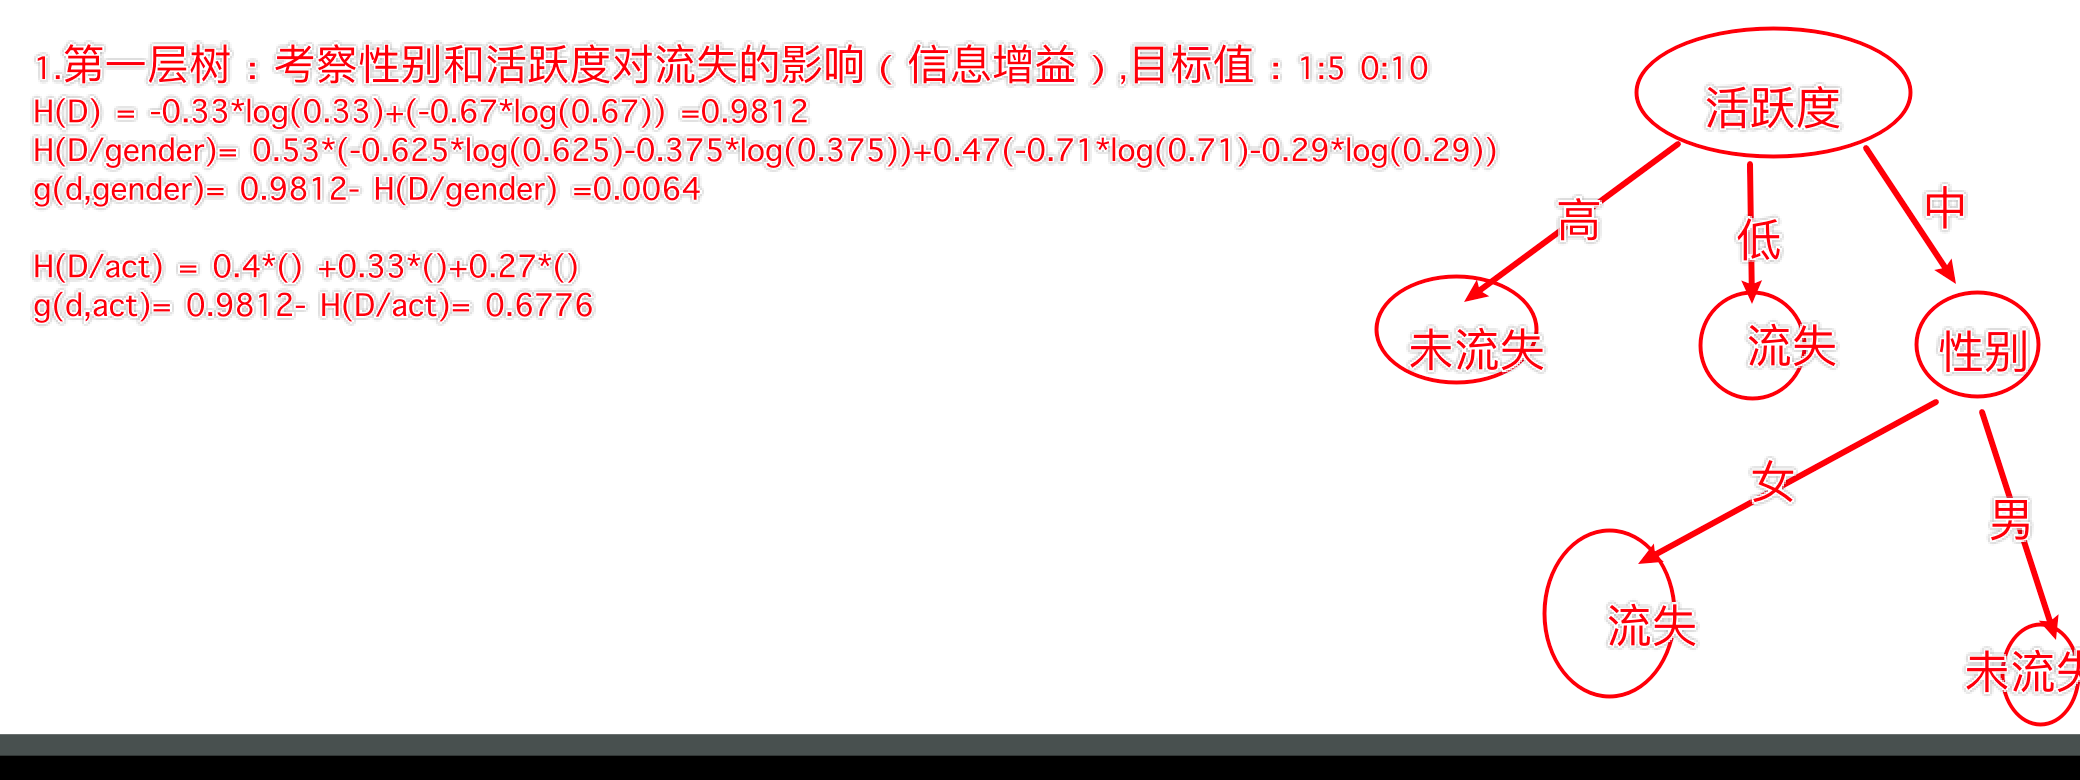 1.第一层树：考察性别和活跃度对流失的影响（信息增益）,目标值：1:5 0:10
H(D) = -0.33*log(0.33)+(-0.67*log(0.67)) =0.9812
H(D/gender)= 0.53*(-0.625*log(0.625)-0.375*log(0.375))+0.47(-0.71*log(0.71)-0.29*log(0.29))
g(d,gender)= 0.9812- H(D/gender) =0.0064
H(D/act) = 0.4*() +0.33*()+0.27*()
g(d,act)= 0.9812- H(D/act)= 0.6776
活跃度
高
低
中
未流失
流失
性别
女
男
流失
未流失